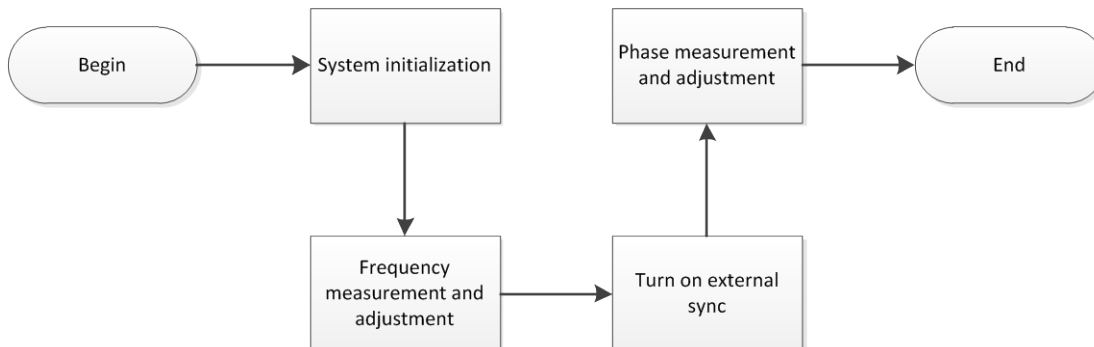 Begin
System initialization
Frequency
measurement and
adjustment
Turn on external
sync
Phase measurement
and adjustment
End